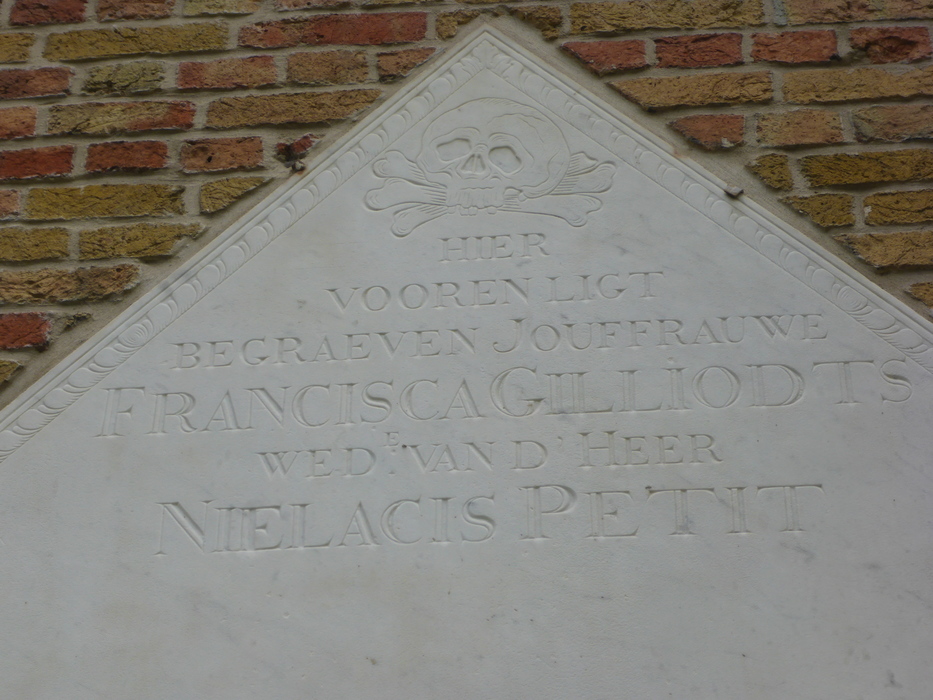 HIER
VOOREN LIGT
BEGRAEVEN JOUFFRAUWE
FRANCISCA GILLIODTS
WEDE. VAN D' HEER
NIELACIS PETIT